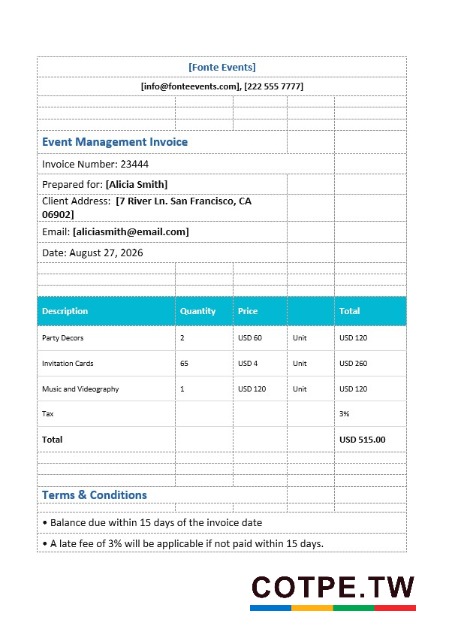 [Fonte Events]
[info@fonteevents.com], [222 555 7777]
Event Management Invoice
Invoice Number: 23444
Prepared for: [Alicia Smith]
Client Address: [7 River Ln. San Francisco, CA
06902]
Email: [aliciasmith@email.com]
Date: August 27, 2026
Description Quantity Price Total
Party Decors 2 USD 60 Unit USD 120
Invitation Cards 65 USD 4 Unit USD 260
Music and Videography 1 USD 120 Unit USD 120
Tax 3%
Total USD 515.00
Terms & Conditions
• Balance due within 15 days of the invoice date
• A late fee of 3% will be applicable if not paid within 15 days.
COTPE.TW